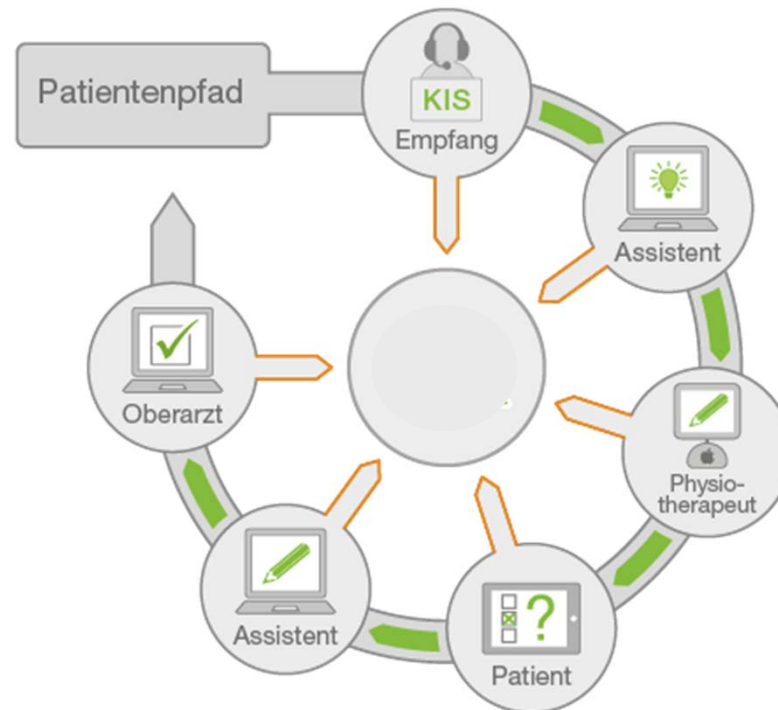 Patientenpfad
KIS
Empfang
Assistent
Physio-
therapeut
?
Patient
Assistent
Oberarzt